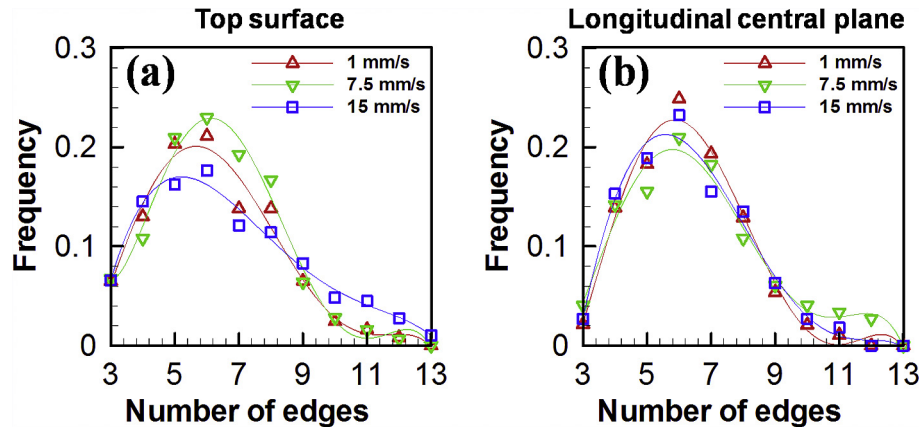 Top surface
(a)
1 mm/s
7.5 mm/s
15 mm/s
Frequency
0.3
0.2
0.1
0
3 5 7 9 11 13
Number of edges
Longitudinal central plane
(b)
1 mm/s
7.5 mm/s
15 mm/s
Frequency
0.3
0.2
0.1
0
3 5 7 9 11 13
Number of edges